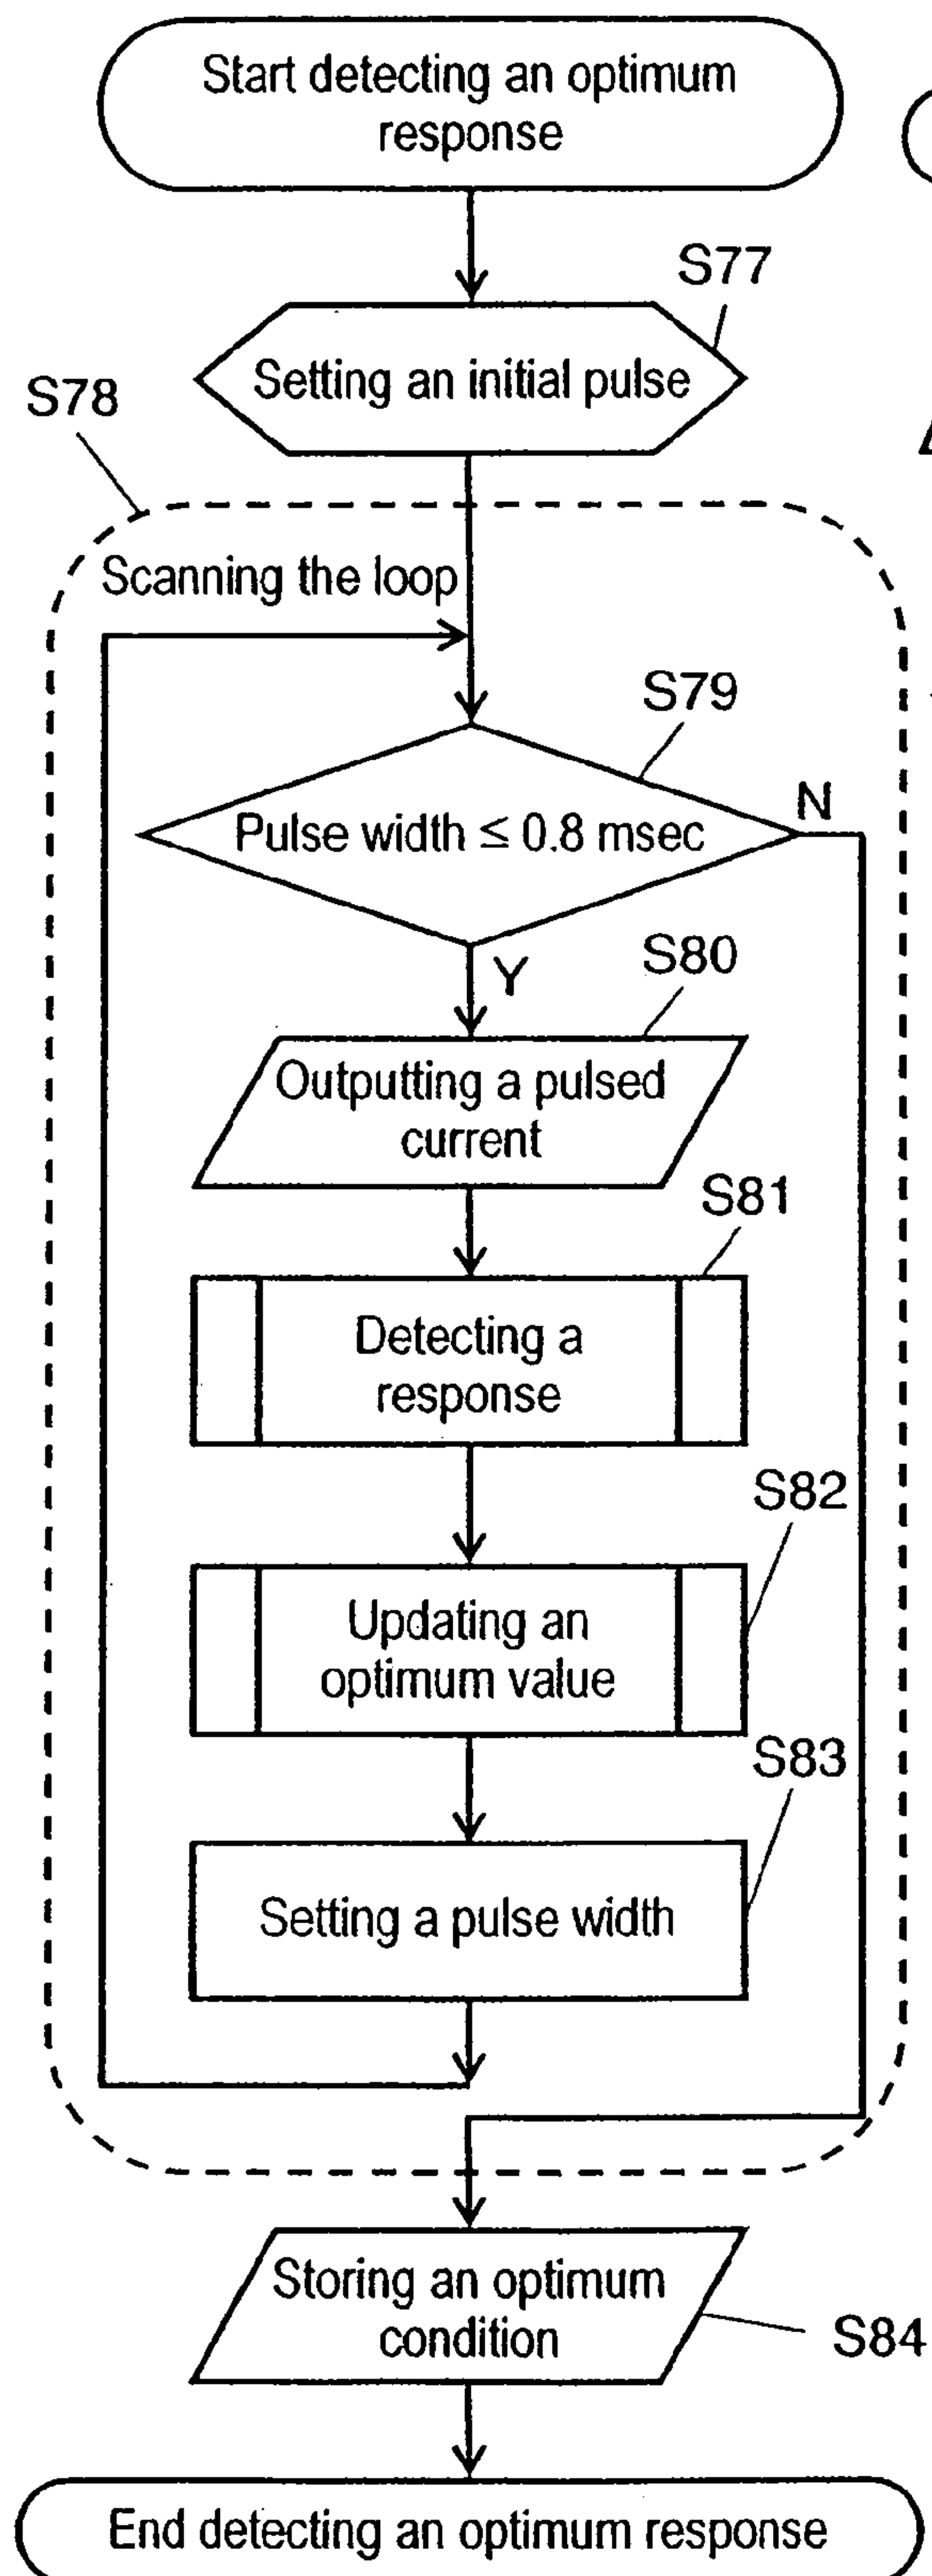 Start detecting an optimum
response
S77
Setting an initial pulse
S78
Scanning the loop
S79
Pulse width ≤ 0.8 msec
N
Y
S80
Outputting a pulsed
current
S81
Detecting a
response
S82
Updating an
optimum value
S83
Setting a pulse width
Storing an optimum
condition
S84
End detecting an optimum response